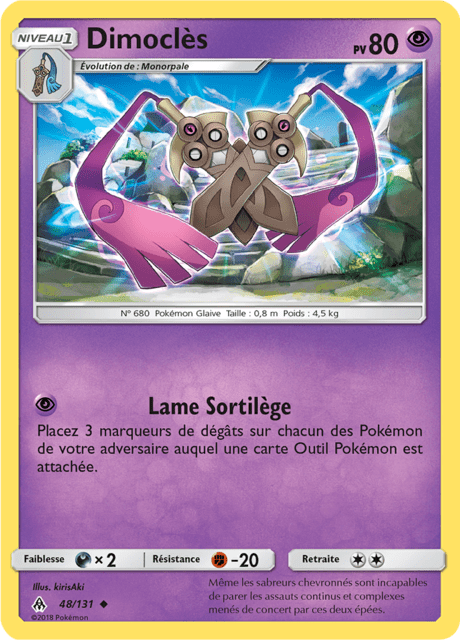 NIVEAU 1
Dimoclès
PV 80
Évolution de : Monorpale
N° 680 Pokémon Glaive Taille : 0,8 m Poids : 4,5 kg
Lame Sortilège
Placez 3 marqueurs de dégâts sur chacun des Pokémon
de votre adversaire auquel une carte Outil Pokémon est
attachée.
Faiblesse × 2 Résistance -20 Retraite
Illus. kirisAki
48/131
©2018 Pokémon
Même les sabreurs chevronnés sont incapables
de parer les assauts continus et complexes
menés de concert par ces deux épées.